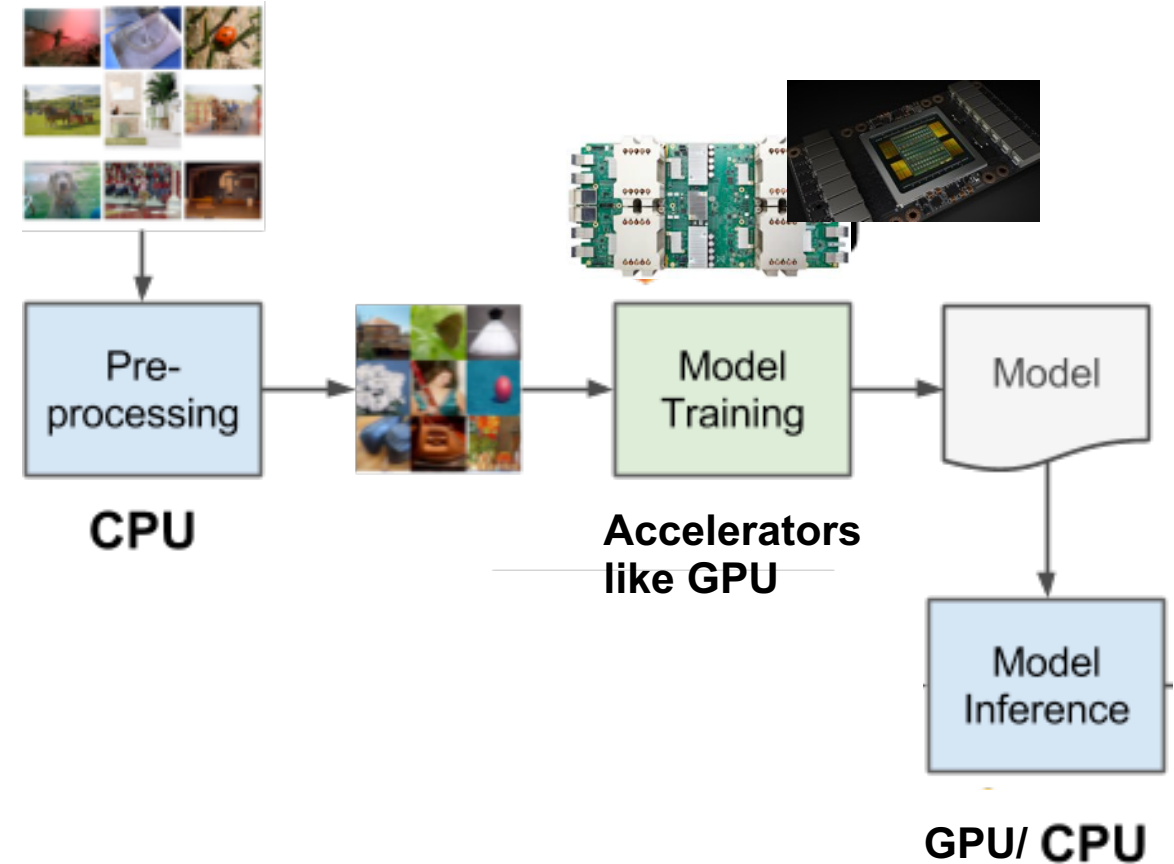 Pre-
processing
CPU
Model
Training
Accelerators
like GPU
Model
Model
Inference
GPU/ CPU